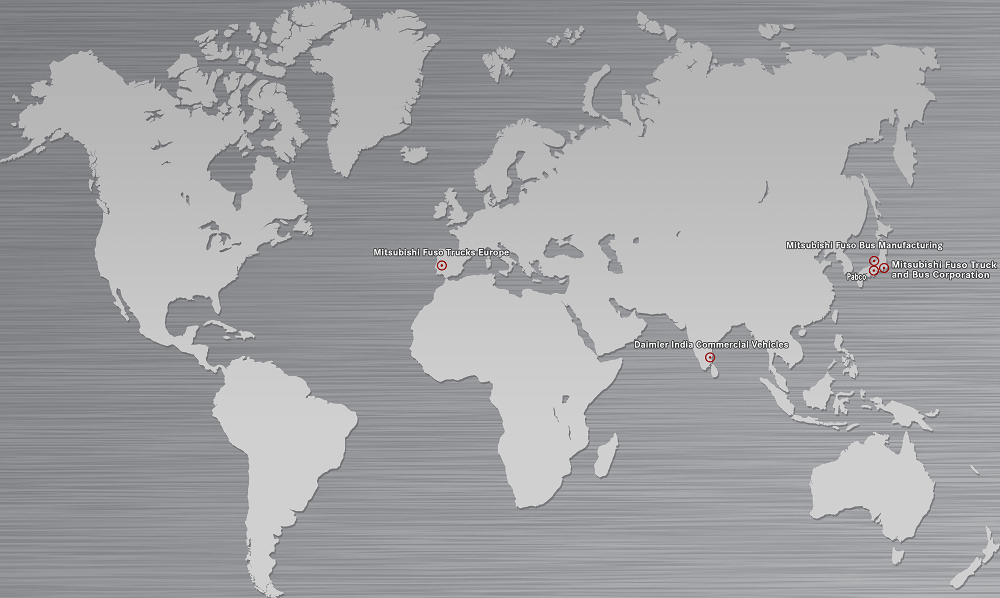 Mitsubishi Fuso Bus Manufacturing
Mitsubishi Fuso Trucks Europe
Mitsubishi Fuso Truck
and Bus Corporation
Pabco
Daimler India Commercial Vehicles